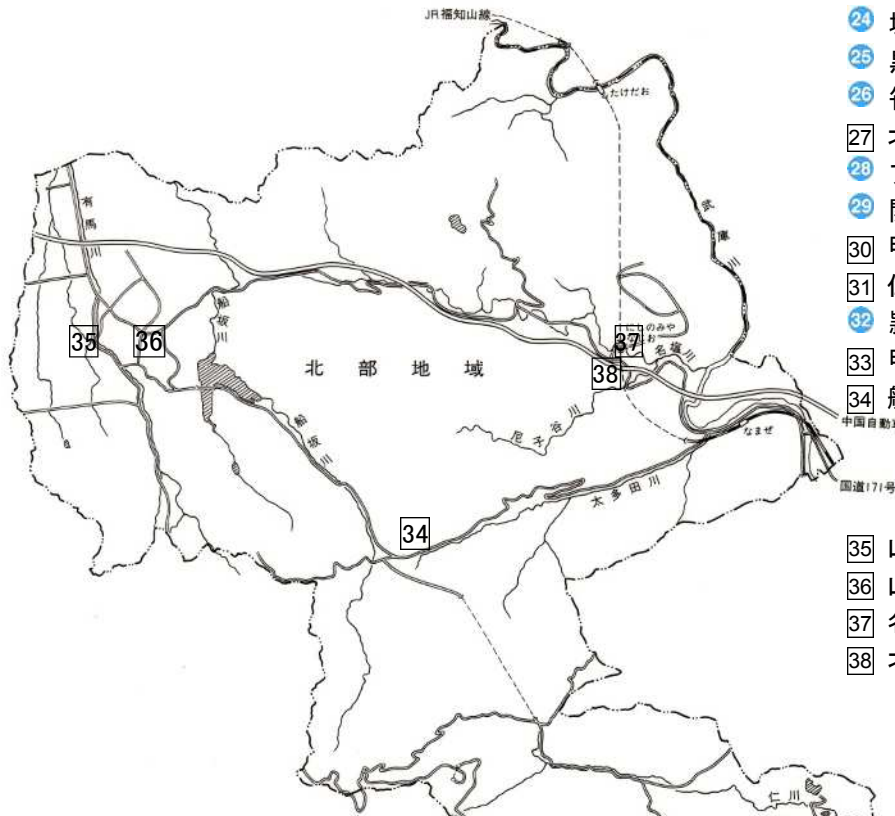 JR福知山線
たけだお
武庫川
有馬川
船坂川
35
36
37
にしのみや
名塩川
38
北部地域
船坂川
尼子谷川
なまぜ
中国自動
太多田川
国道171号
34
仁川
24
25
26
27
28
29
30
31
32
33
34
35
36
37
38